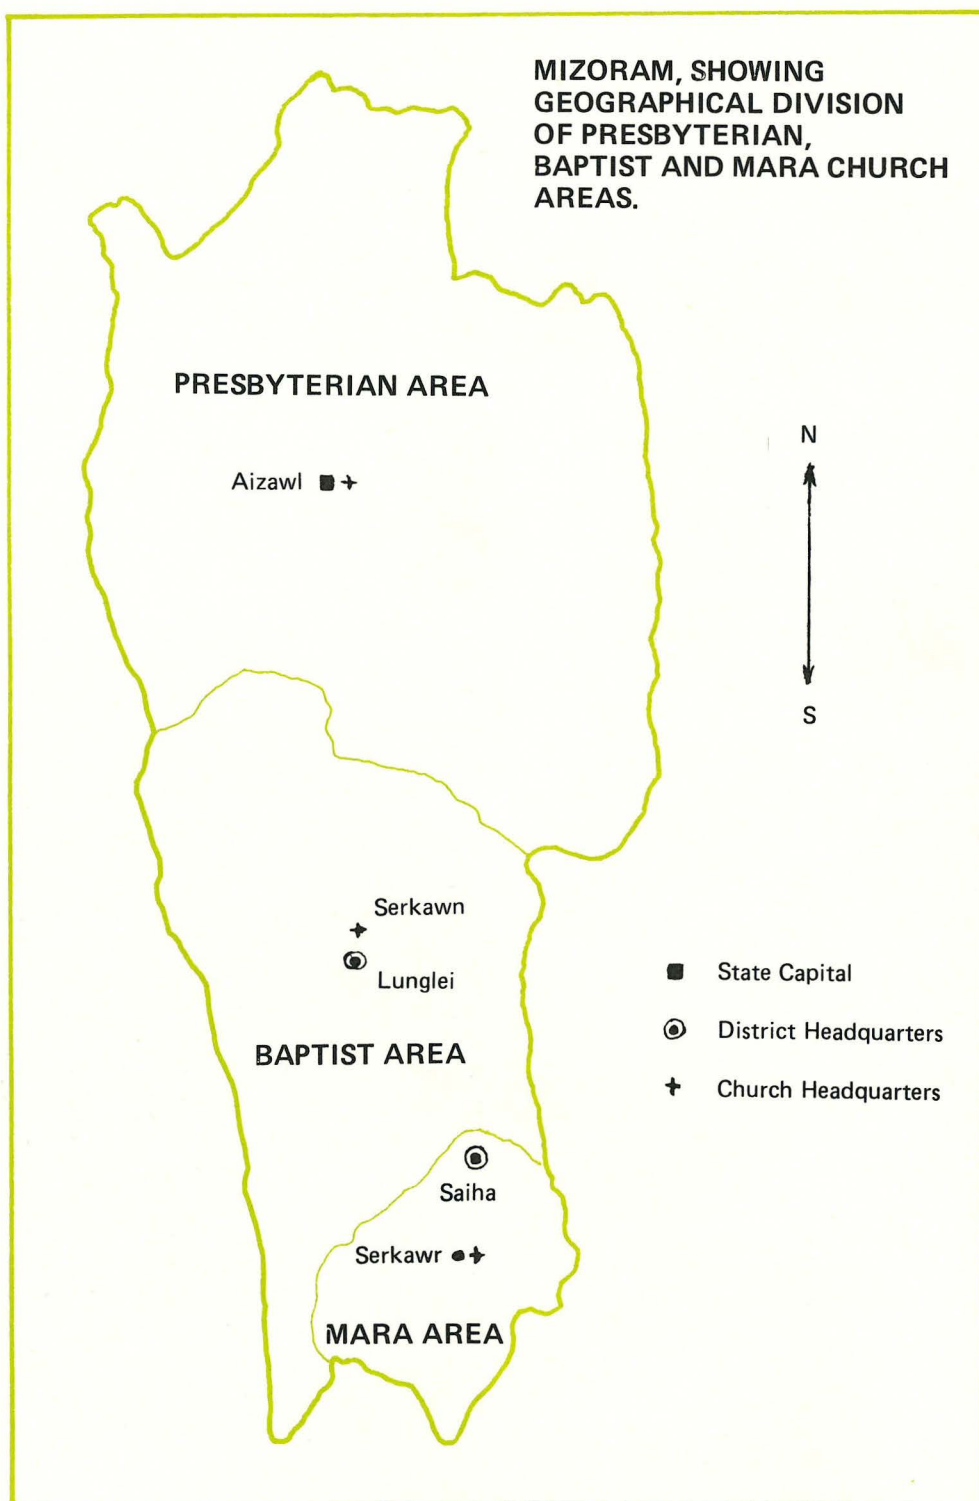 MIZORAM, SHOWING
GEOGRAPHICAL DIVISION
OF PRESBYTERIAN,
BAPTIST AND MARA CHURCH
AREAS.
PRESBYTERIAN AREA
N
Aizawl
S
Serkawn
Lunglei
State Capital
District Headquarters
BAPTIST AREA
Church Headquarters
Saiha
Serkawr
MARA AREA